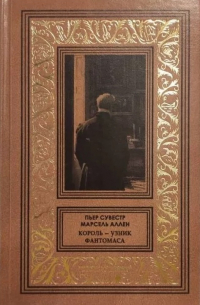 ПЬЕР СУВЕСТР
МАРСЕЛЬ АЛЛЕН
КОРОЛЬ – УЗНИК
ФАНТОМАСА